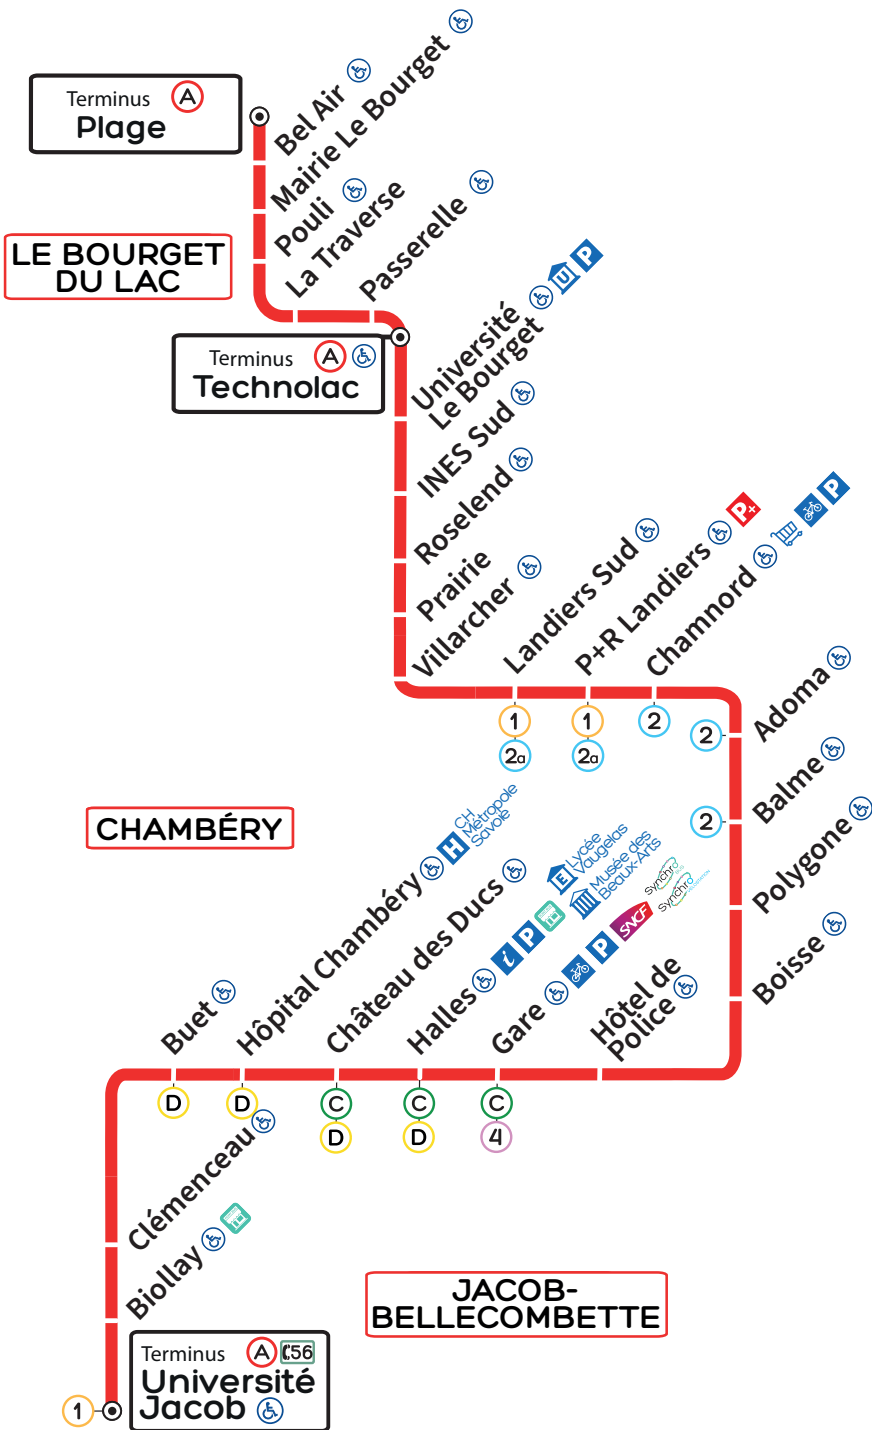 Terminus A
Plage
Bel Air
Mairie Le Bourget
Pouli
La Traverse
Passerelle
LE BOURGET
DU LAC
Terminus A
Technolac
Université
Le Bourget
U P
INES Sud
Roselend
Prairie
Villarcher
Landiers Sud
1
2a
P+R Landiers
P+
1
2a
Chamnord
P
2
Adoma
2
Balme
2
Polygone
Boisse
CHAMBÉRY
Hôtel de
Police
Gare
P SNCF
Synchro
Synchro
C
4
Halles
i P
E Lycée
Vaugelas
Musée des
Beaux-Arts
C
D
Château des Ducs
C
D
Hôpital Chambéry
H CH
Métropole
Savoie
D
Buet
D
Clémenceau
Biollay
JACOB-
BELLECOMBETTE
Terminus A 56
Université
Jacob
1